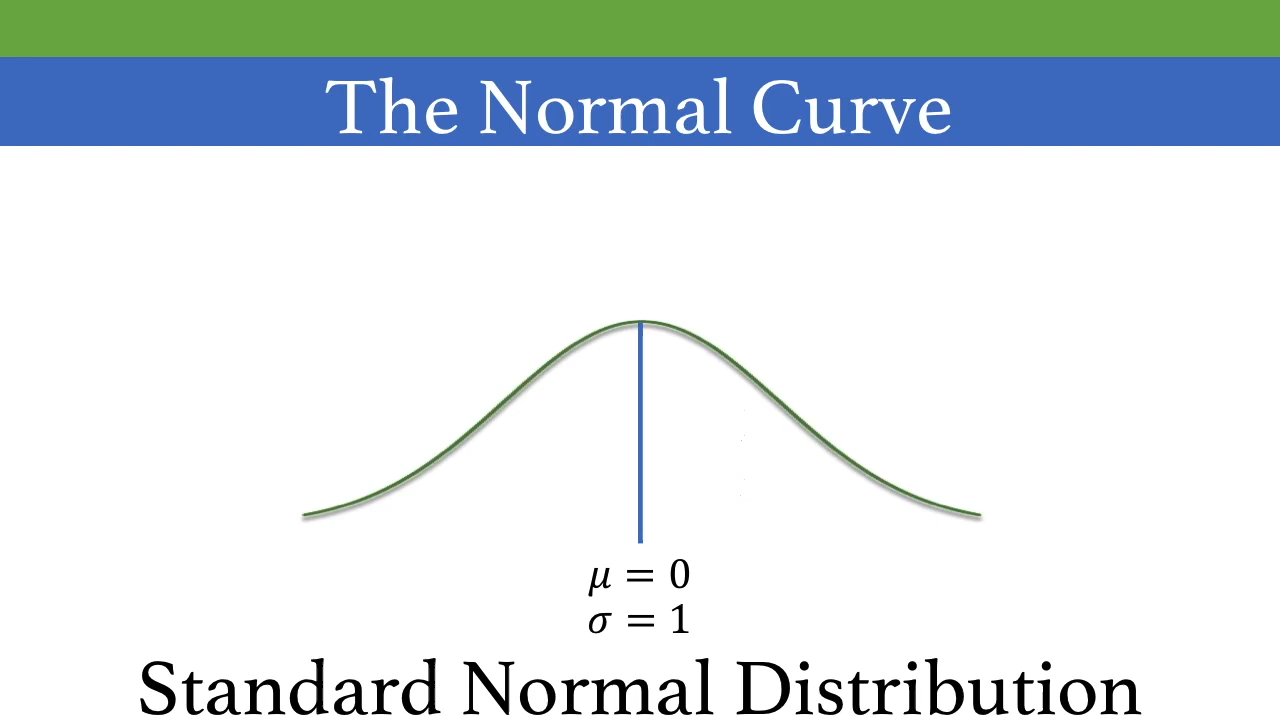 The Normal Curve
μ = 0
σ = 1
Standard Normal Distribution